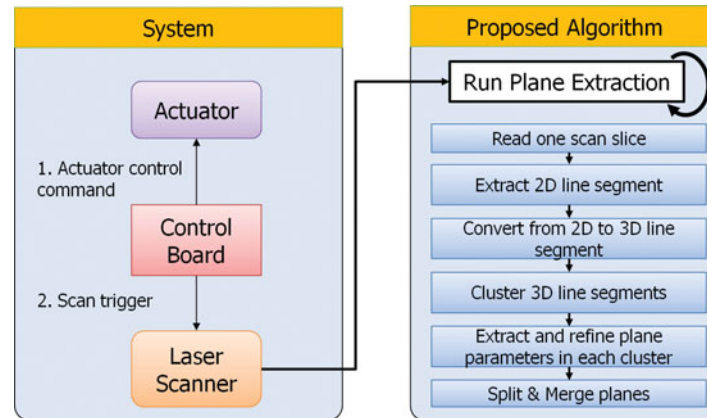 System
Actuator
1. Actuator control
command
Control
Board
2. Scan trigger
Laser
Scanner
Proposed Algorithm
Run Plane Extraction
Read one scan slice
Extract 2D line segment
Convert from 2D to 3D line
segment
Cluster 3D line segments
Extract and refine plane
parameters in each cluster
Split & Merge planes